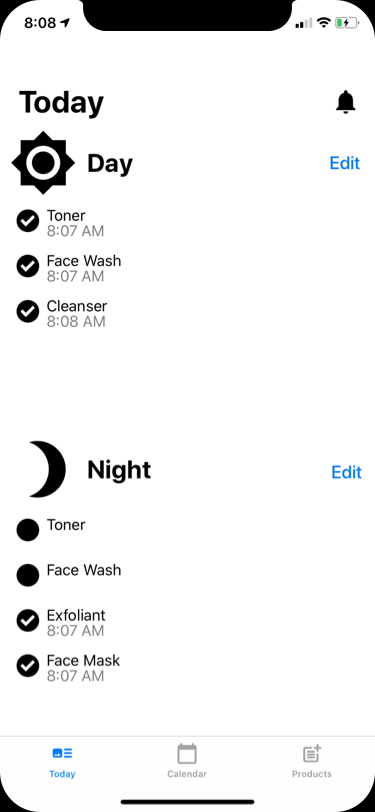 8:08
Today
Day
Edit
Toner
8:07 AM
Face Wash
8:07 AM
Cleanser
8:08 AM
Night
Edit
Toner
Face Wash
Exfoliant
8:07 AM
Face Mask
8:07 AM
Today
Calendar
Products